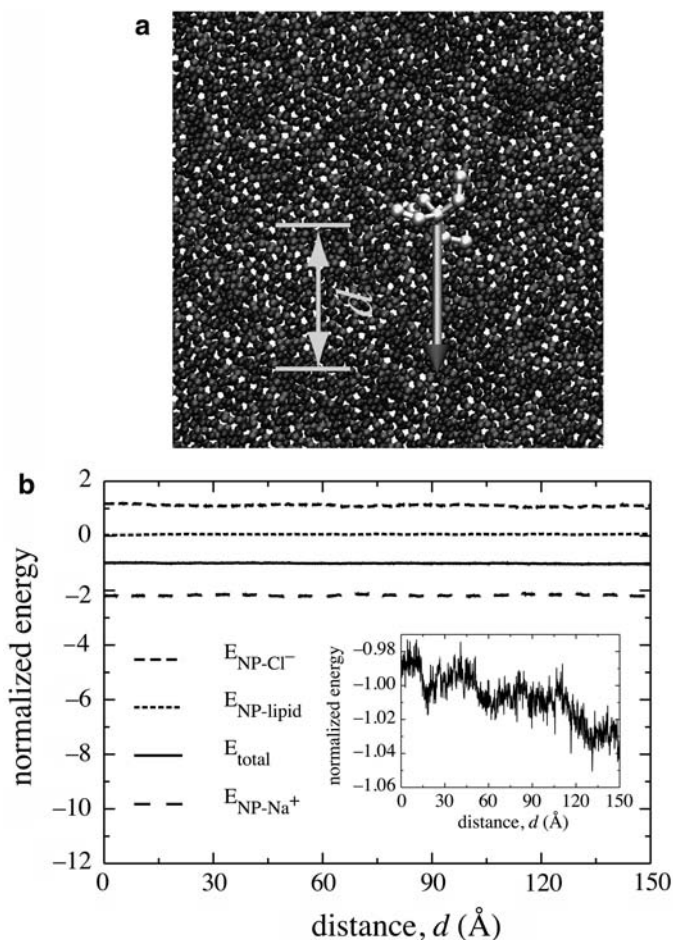 a
d
b
2
0
−2
−4
−6
−8
−10
−12
normalized energy
E_NP-Cl⁻
E_NP-lipid
E_total
E_NP-Na⁺
−0.98
−1.00
−1.02
−1.04
−1.06
normalized energy
0 30 60 90 120 150
distance, d (Å)
0 30 60 90 120 150
distance, d (Å)